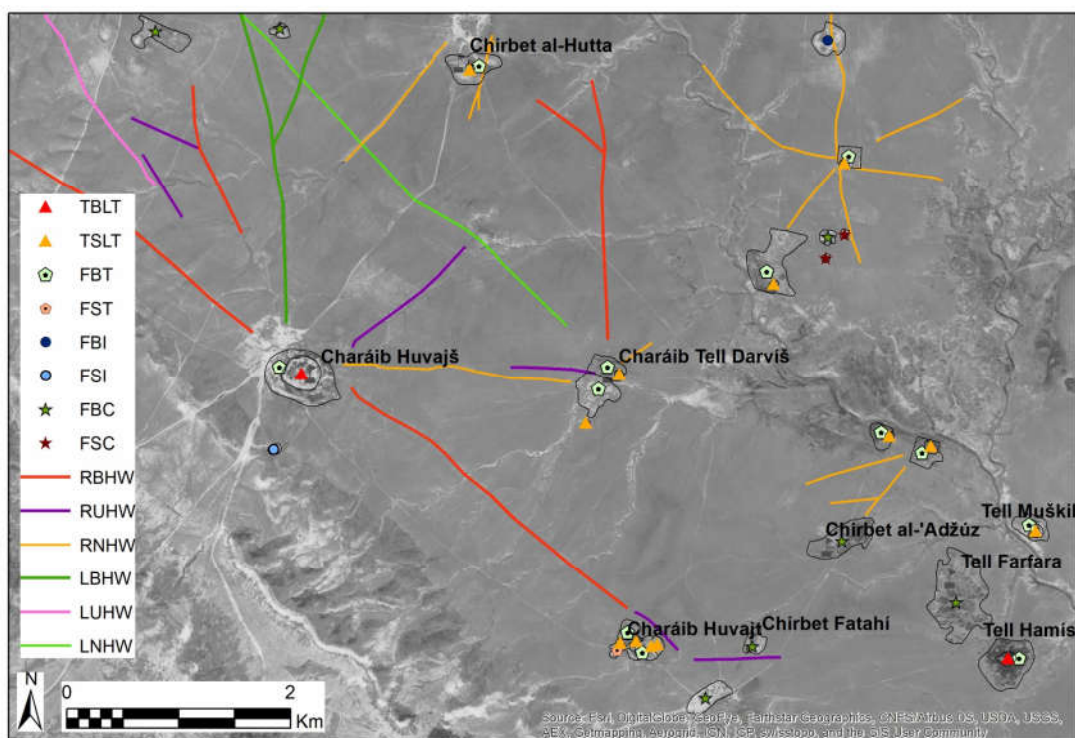 Chirbet al-Hutta
TBLT
TSLT
FBT
FST
FBI
FSI
FBC
FSC
RBHW
RUHW
RNHW
LBHW
LUHW
LNHW
Charáib Huvajš
Charáib Tell Darvíš
Tell Muškil
Chirbet al-'Adžúz
Tell Farfara
Charáib Huvajt
Chirbet Fatahí
Tell Hamís
N
0 2
Km
Source: Esri, DigitalGlobe, GeoEye, Earthstar Geographics, CNES/Airbus DS, USDA, USGS,
AEX, Getmapping, Aerogrid, IGN, IGP, swisstopo, and the GIS User Community